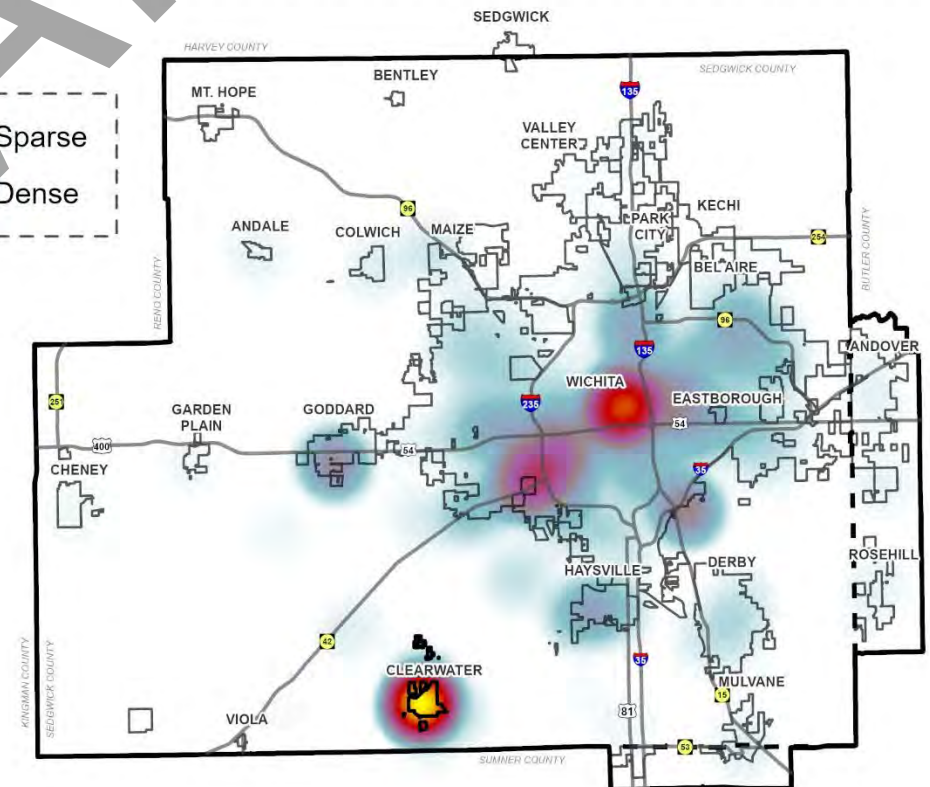 SEDGWICK
HARVEY COUNTY
SEDGWICK COUNTY
BENTLEY
135
MT. HOPE
Sparse
VALLEY
CENTER
Dense
96
KECHI
PARK
CITY
ANDALE
COLWICH
MAIZE
254
BUTLER COUNTY
BEL AIRE
RENO COUNTY
96
135
ANDOVER
WICHITA
251
235
EASTBOROUGH
GARDEN
PLAIN
GODDARD
54
400
54
CHENEY
35
ROSEHILL
HAYSVILLE
DERBY
42
KINGMAN COUNTY
SEDGWICK COUNTY
35
CLEARWATER
MULVANE
15
VIOLA
81
53
SUMNER COUNTY